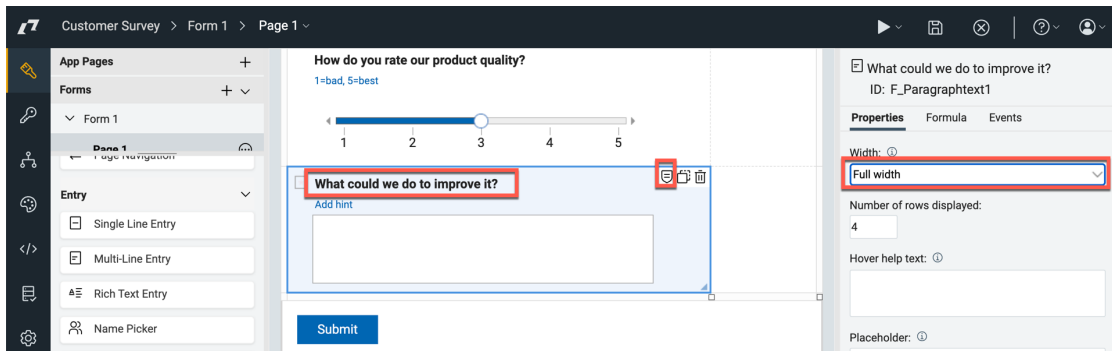 Customer Survey > Form 1 > Page 1
App Pages
Forms
Form 1
Page 1
Page Navigation
Entry
Single Line Entry
Multi-Line Entry
Rich Text Entry
Name Picker
How do you rate our product quality?
1=bad, 5=best
1 2 3 4 5
What could we do to improve it?
Add hint
Submit
What could we do to improve it?
ID: F_Paragraphtext1
Properties Formula Events
Width:
Full width
Number of rows displayed:
4
Hover help text:
Placeholder: